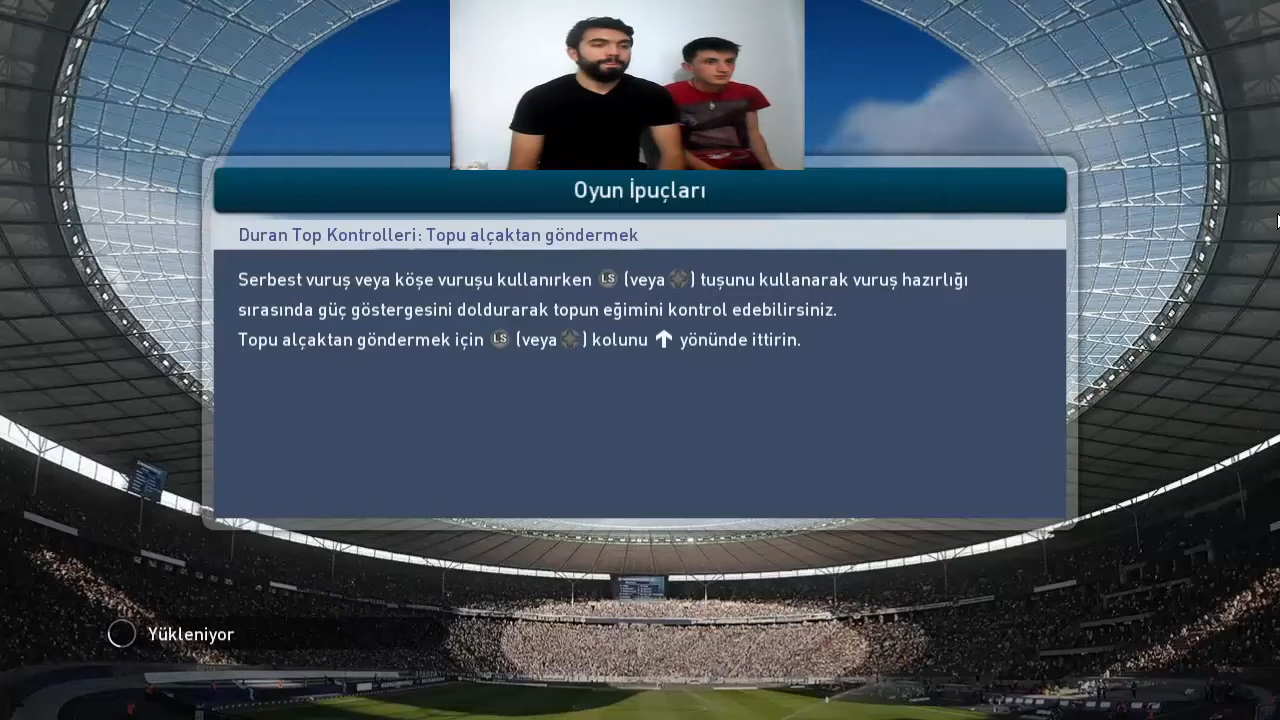 Oyun İpuçları
Duran Top Kontrolleri: Topu alçaktan göndermek
Serbest vuruş veya köşe vuruşu kullanırken LS (veya ) tuşunu kullanarak vuruş hazırlığı
sırasında güç göstergesini doldurarak topun eğimini kontrol edebilirsiniz.
Topu alçaktan göndermek için LS (veya ) kolunu ↑ yönünde ittirin.
Yükleniyor